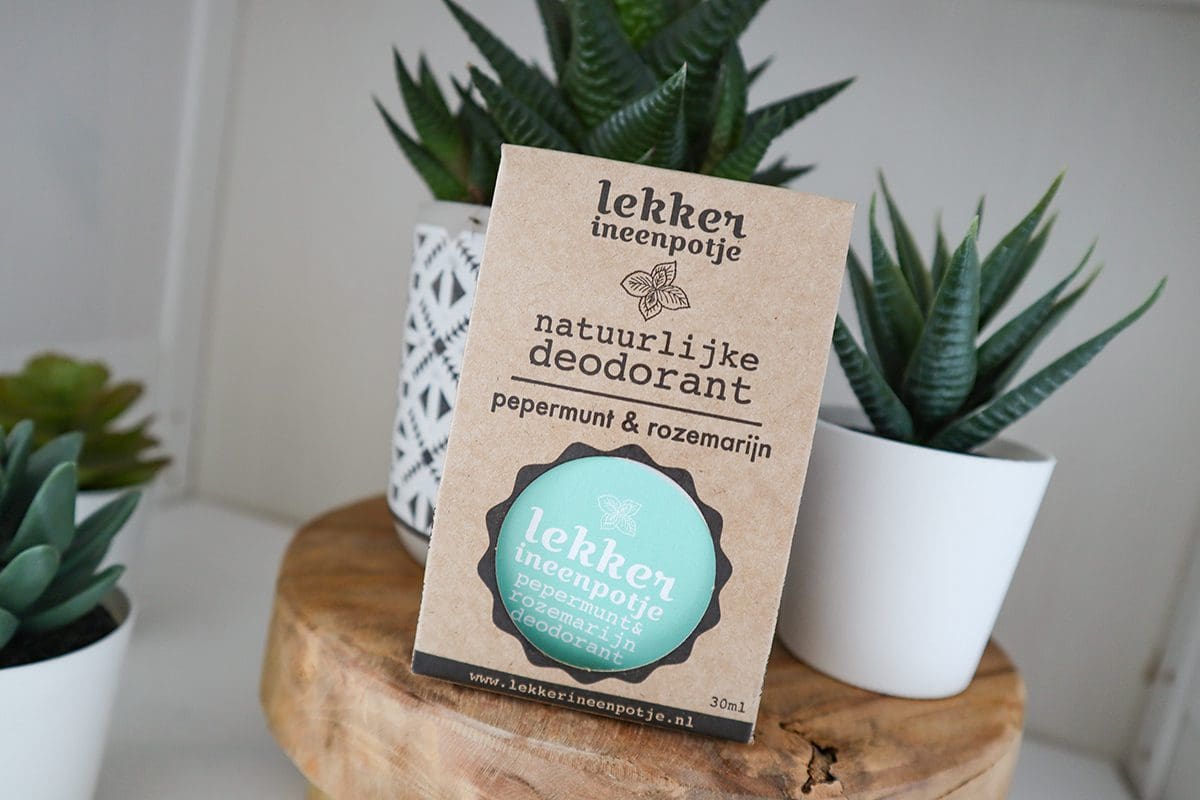 lekker
ineenpotje
natuurlijke
deodorant
pepermunt & rozemarijn
lekker
ineenpotje
pepermunt&
rozemarijn
deodorant
www.lekkerineenpotje.nl
30ml